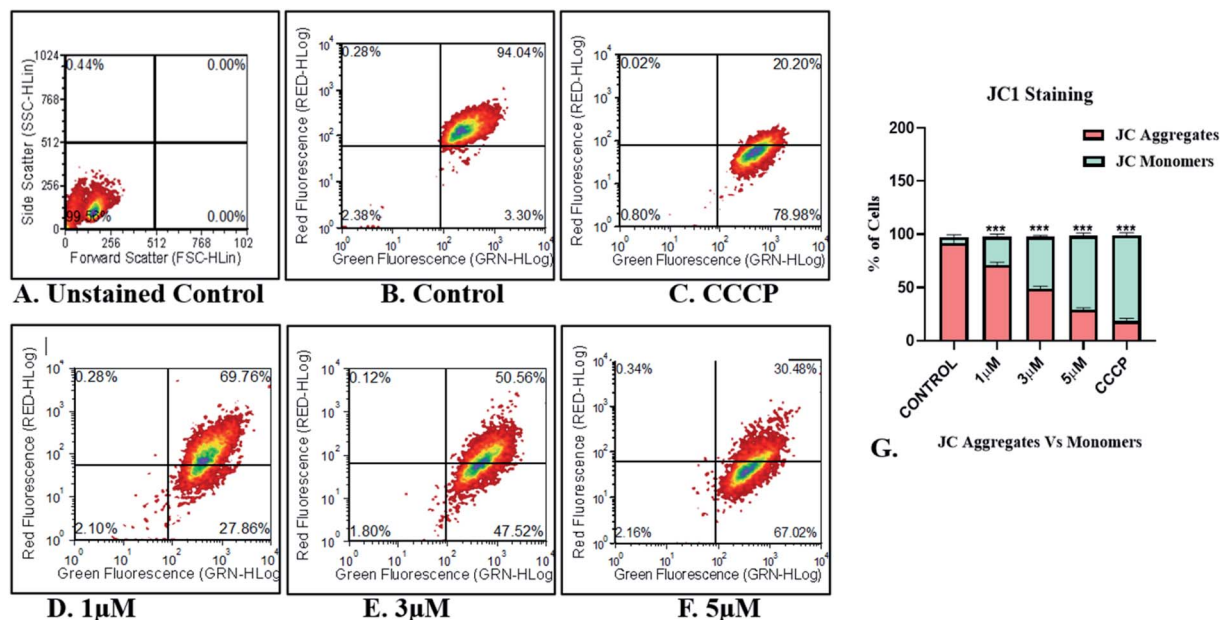 1024
0.44%
0.00%
768
512
256
99.56%
0.00%
0
0
256
512
768
102
Side Scatter (SSC-HLin)
Forward Scatter (FSC-HLin)
A. Unstained Control
10^4
0.28%
94.04%
10^3
10^2
10^1
2.38%
3.30%
10^0
10^0
10^1
10^2
10^3
10^4
Red Fluorescence (RED-HLog)
Green Fluorescence (GRN-HLog)
B. Control
10^4
0.02%
20.20%
10^3
10^2
10^1
0.80%
78.98%
10^0
10^0
10^1
10^2
10^3
10^4
Red Fluorescence (RED-HLog)
Green Fluorescence (GRN-HLog)
C. CCCP
10^4
0.28%
69.76%
10^3
10^2
10^1
2.10%
27.86%
10^0
10^0
10^1
10^2
10^3
10^4
Red Fluorescence (RED-HLog)
Green Fluorescence (GRN-HLog)
D. 1μM
10^4
0.12%
50.56%
10^3
10^2
10^1
1.80%
47.52%
10^0
10^0
10^1
10^2
10^3
10^4
Red Fluorescence (RED-HLog)
Green Fluorescence (GRN-HLog)
E. 3μM
10^4
0.34%
30.48%
10^3
10^2
10^1
2.16%
67.02%
10^0
10^0
10^1
10^2
10^3
10^4
Red Fluorescence (RED-HLog)
Green Fluorescence (GRN-HLog)
F. 5μM
JC1 Staining
JC Aggregates
JC Monomers
200
150
100
50
0
% of Cells
*** *** *** ***
CONTROL
1μM
3μM
5μM
CCCP
JC Aggregates Vs Monomers
G.